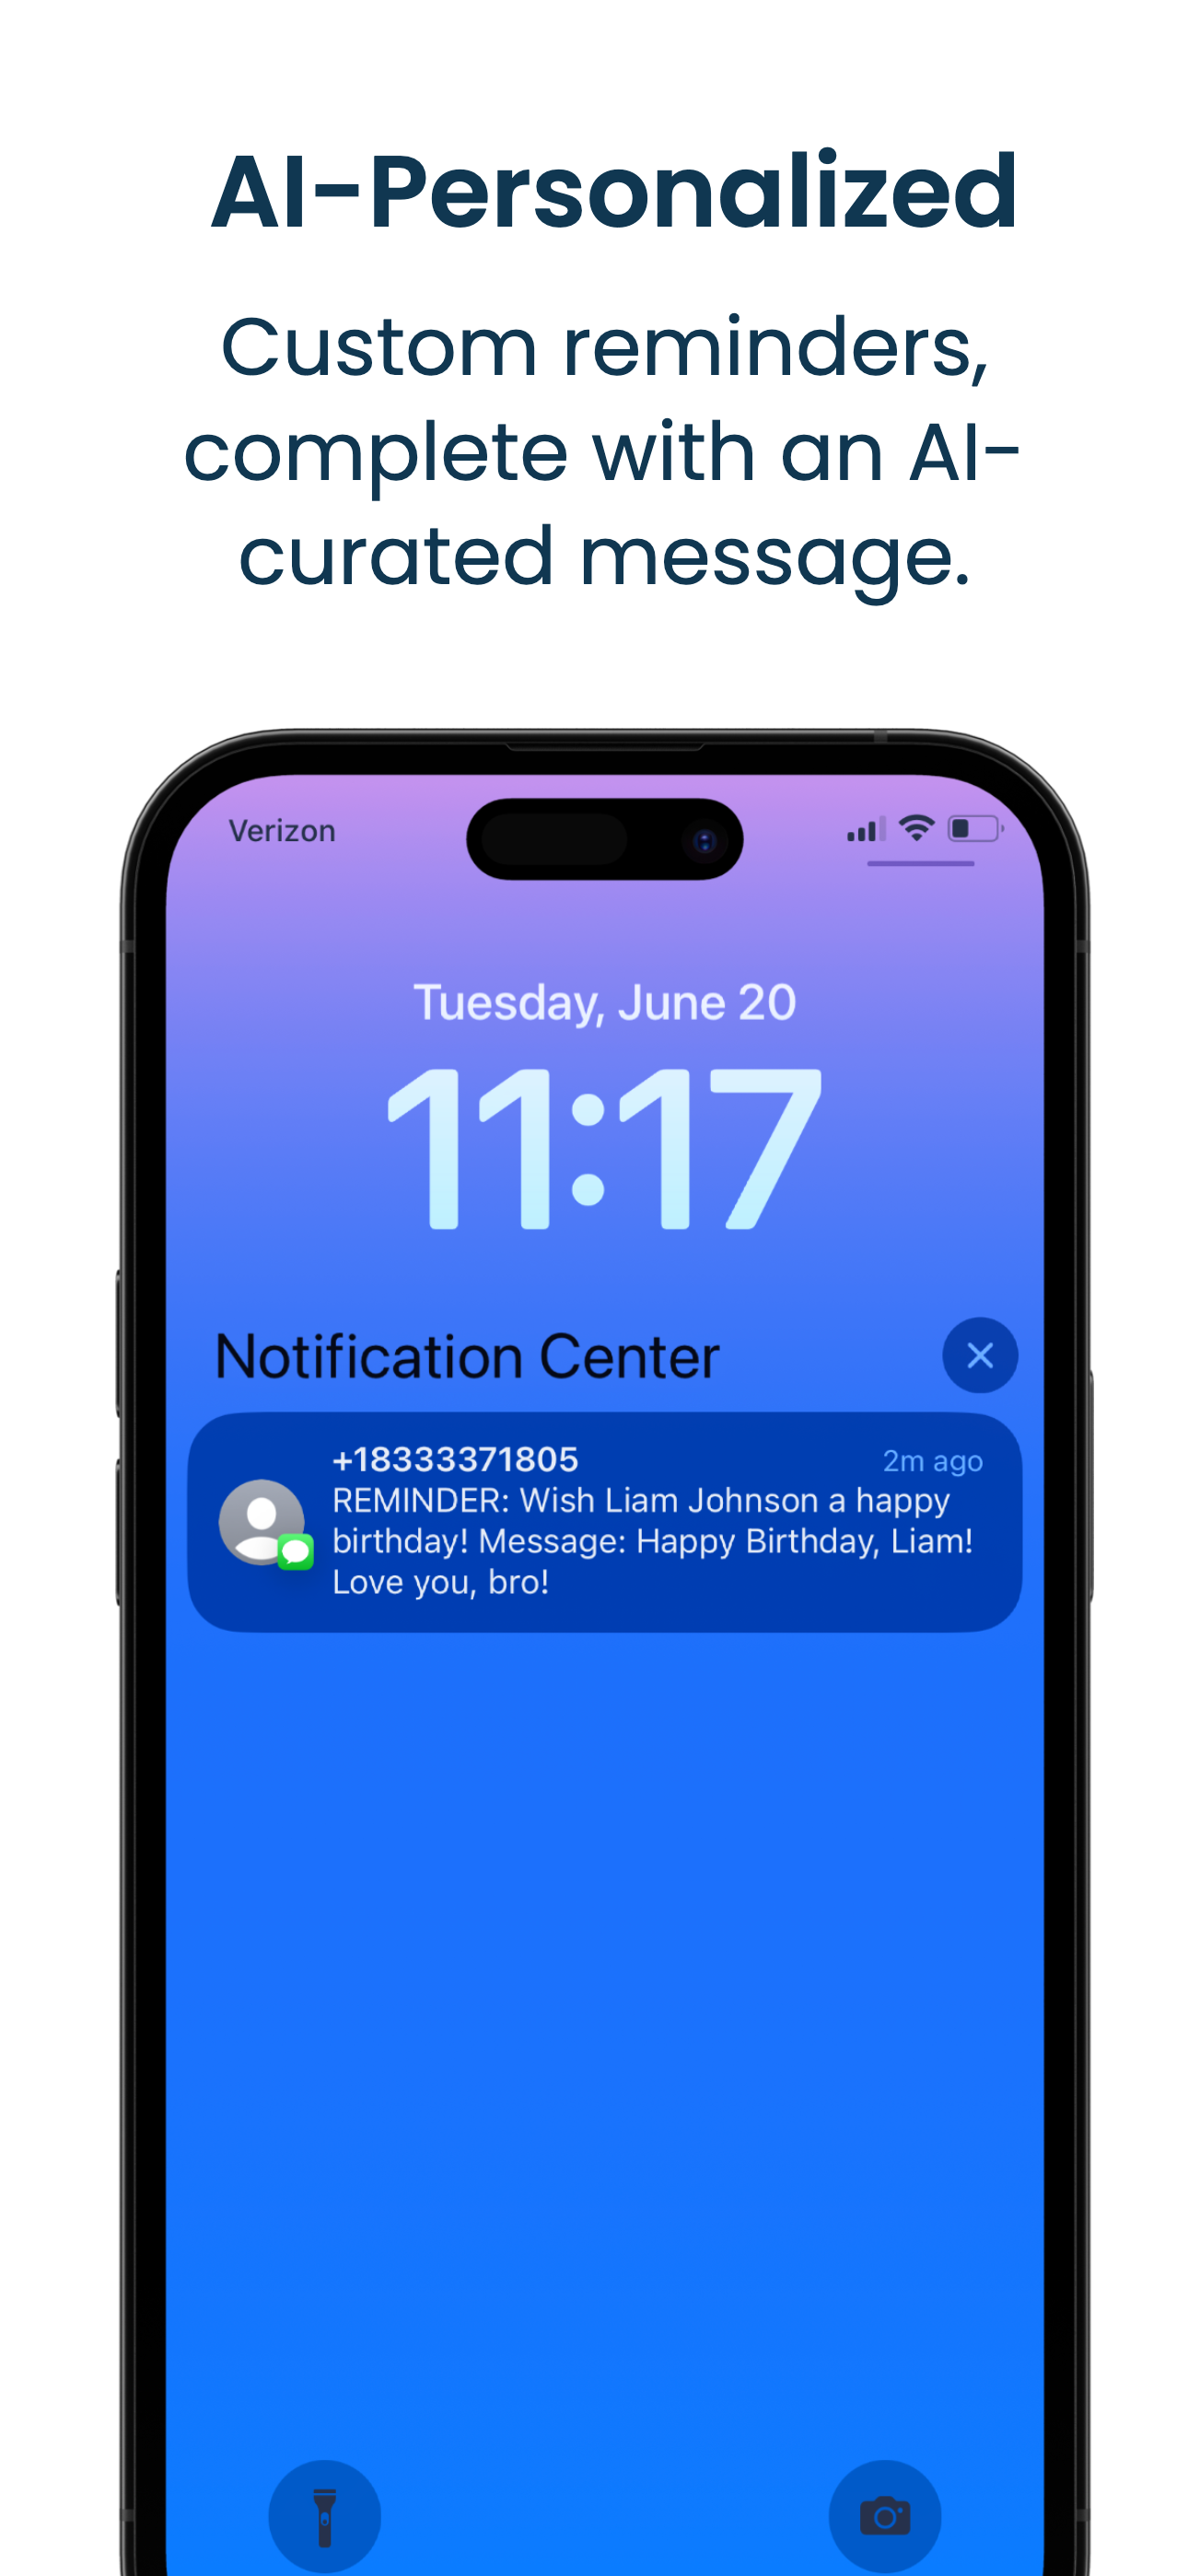 AI-Personalized
Custom reminders,
complete with an AI-
curated message.
Verizon
Tuesday, June 20
11:17
Notification Center
+18333371805
2m ago
REMINDER: Wish Liam Johnson a happy
birthday! Message: Happy Birthday, Liam!
Love you, bro!